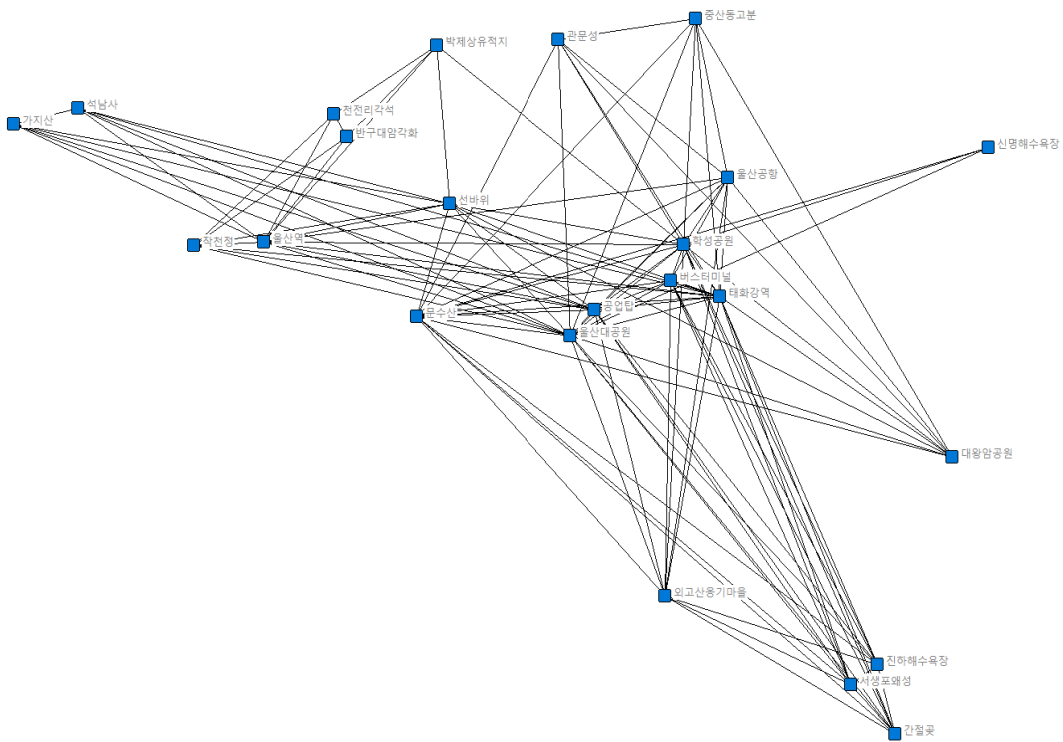 중산동고분
관문성
박제상유적지
석남사
천전리각석
가지산
반구대암각화
신명해수욕장
울산공항
선바위
울산역
작천정
학성공원
버스터미널
태화강역
공업탑
문수산
울산대공원
대왕암공원
외고산옹기마을
진하해수욕장
서생포왜성
간절곶